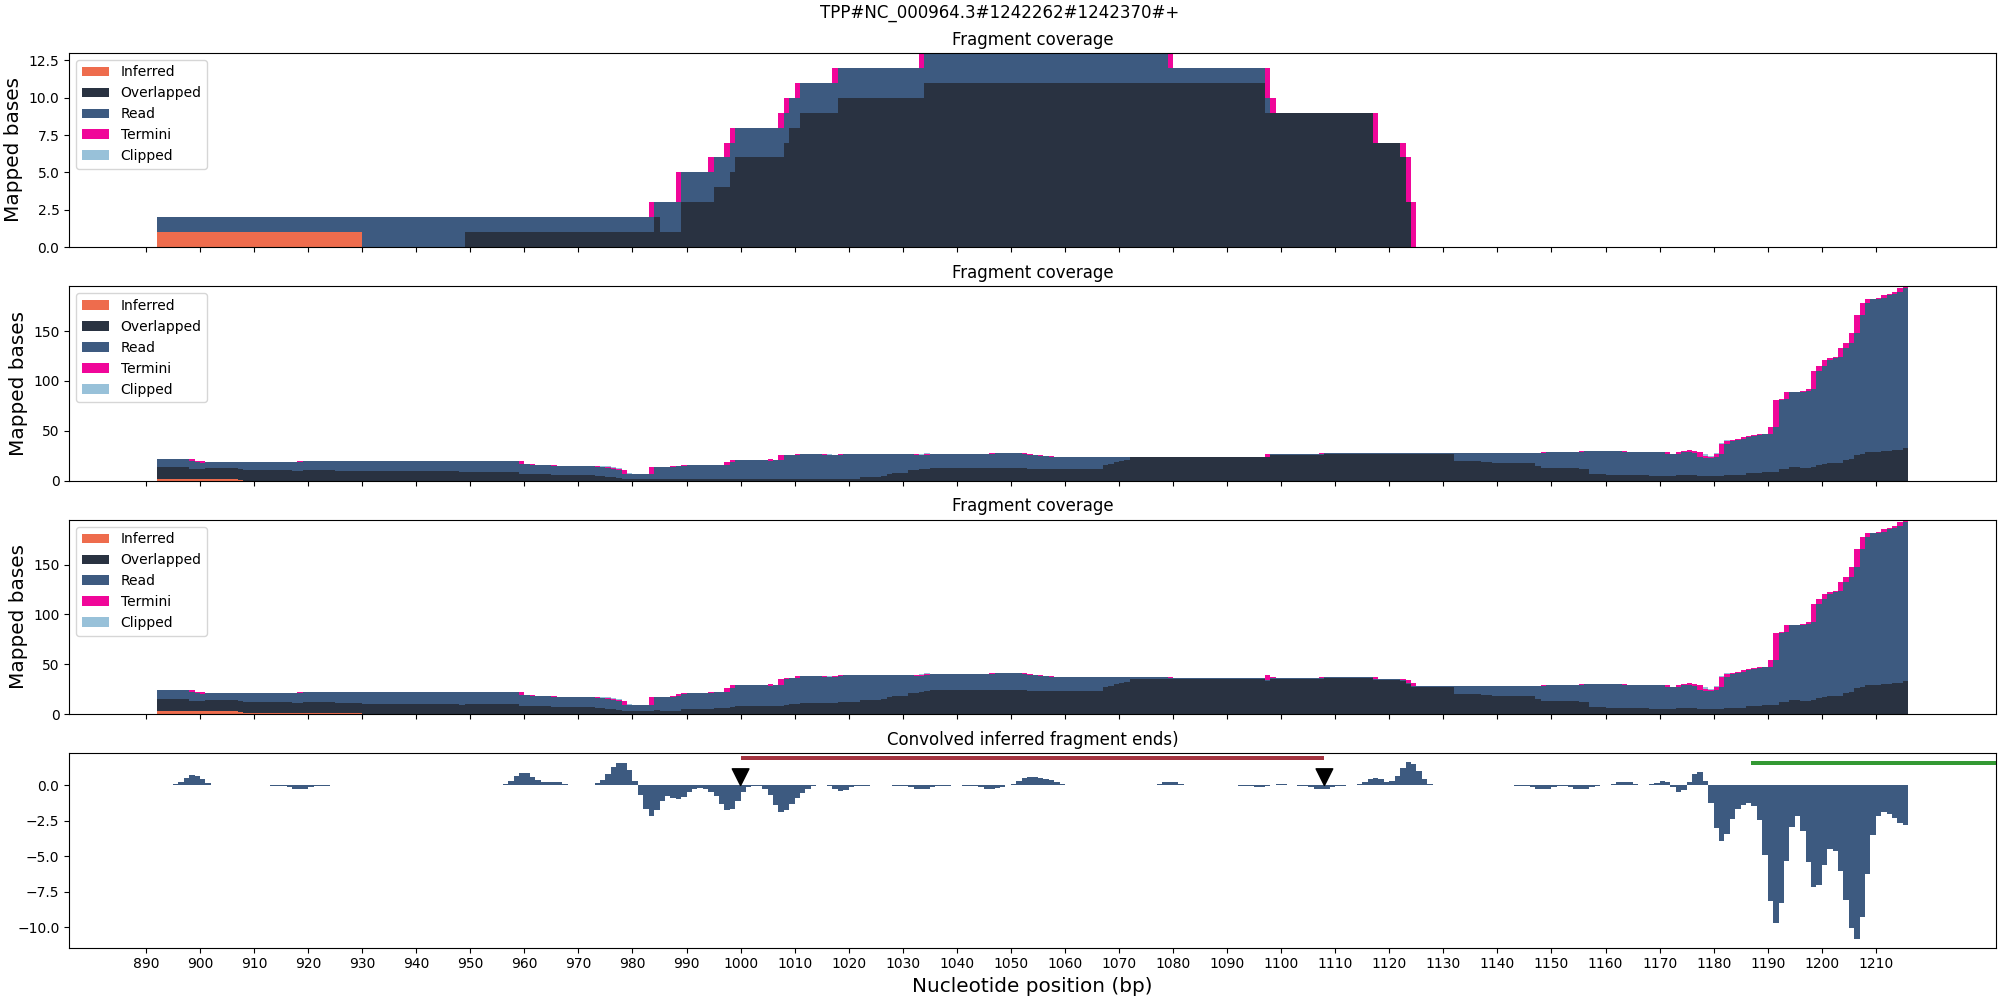 TPP#NC_000964.3#1242262#1242370#+
Fragment coverage
Mapped bases
12.5
10.0
7.5
5.0
2.5
0.0
Inferred
Overlapped
Read
Termini
Clipped
Fragment coverage
Mapped bases
150
100
50
0
Inferred
Overlapped
Read
Termini
Clipped
Fragment coverage
Mapped bases
150
100
50
0
Inferred
Overlapped
Read
Termini
Clipped
Convolved inferred fragment ends)
0.0
−2.5
−5.0
−7.5
−10.0
890 900 910 920 930 940 950 960 970 980 990 1000 1010 1020 1030 1040 1050 1060 1070 1080 1090 1100 1110 1120 1130 1140 1150 1160 1170 1180 1190 1200 1210
Nucleotide position (bp)